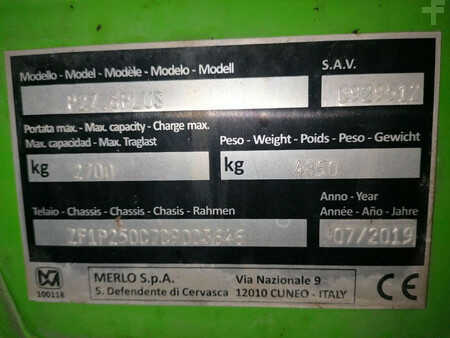 Modello - Model - Modèle - Modelo - Modell
S.A.V.
Portata max. - Max. capacity - Charge max.
Max. capacidad - Max. Traglast
kg 2700
Peso - Weight - Poids - Peso - Gewicht
kg
Anno - Year
Année - Año - Jahre
07/2019
Telaio - Chassis - Chassis - Chasis - Rahmen
100118
MERLO S.p.A.
S. Defendente di Cervasca
Via Nazionale 9
12010 CUNEO - ITALY
CE